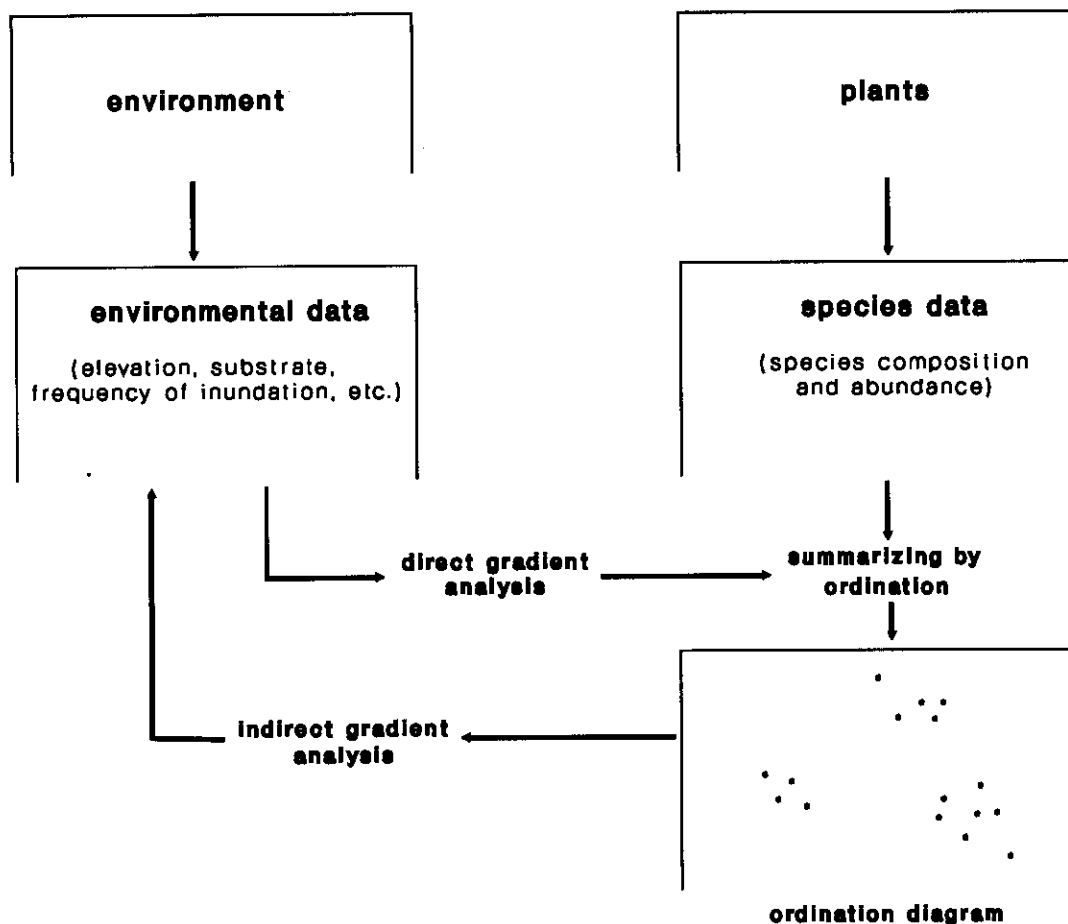 environment
plants
environmental data
(elevation, substrate,
frequency of inundation, etc.)
species data
(species composition
and abundance)
direct gradient
analysis
summarizing by
ordination
indirect gradient
analysis
ordination diagram